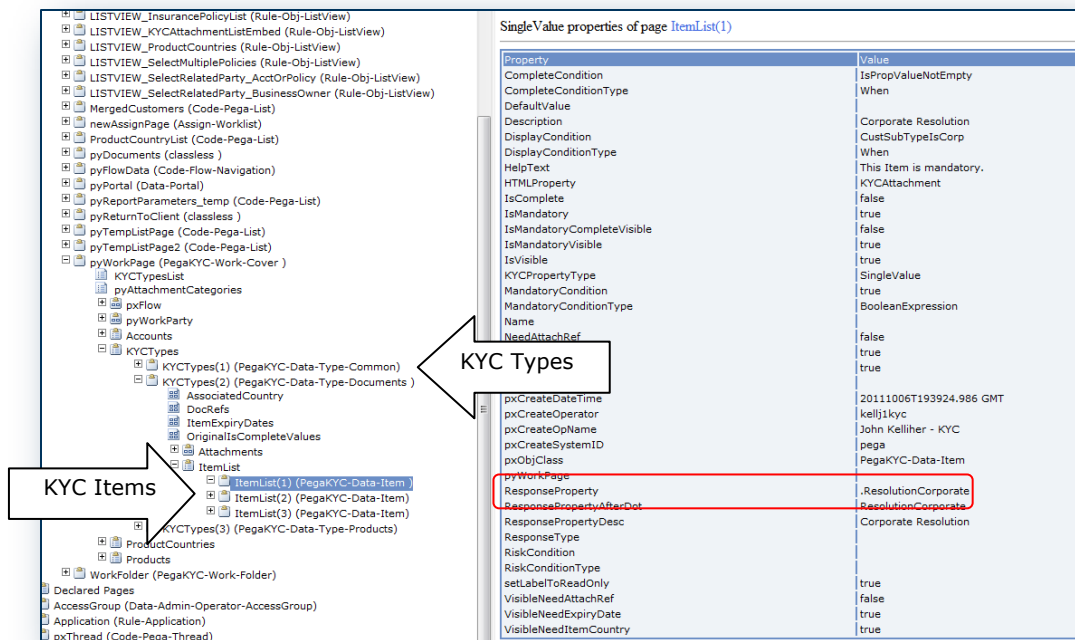 LISTVIEW_InsurancePolicyList (Rule-Obj-ListView)
LISTVIEW_KYCAttachmentListEmbed (Rule-Obj-ListView)
LISTVIEW_ProductCountries (Rule-Obj-ListView)
LISTVIEW_SelectMultiplePolicies (Rule-Obj-ListView)
LISTVIEW_SelectRelatedParty_AcctOrPolicy (Rule-Obj-ListView)
LISTVIEW_SelectRelatedParty_BusinessOwner (Rule-Obj-ListView)
MergedCustomers (Code-Pega-List)
newAssignPage (Assign-Worklist)
ProductCountryList (Code-Pega-List)
pyDocuments (classless )
pyFlowData (Code-Flow-Navigation)
pyPortal (Data-Portal)
pyReportParameters_temp (Code-Pega-List)
pyReturnToClient (classless )
pyTempListPage (Code-Pega-List)
pyTempListPage2 (Code-Pega-List)
pyWorkPage (PegaKYC-Work-Cover )
KYCTypesList
pyAttachmentCategories
pxFlow
pyWorkParty
Accounts
KYCTypes
KYCTypes(1) (PegaKYC-Data-Type-Common)
KYCTypes(2) (PegaKYC-Data-Type-Documents )
AssociatedCountry
DocRefs
ItemExpiryDates
OriginalIsCompleteValues
Attachments
ItemList
ItemList(1) (PegaKYC-Data-Item )
ItemList(2) (PegaKYC-Data-Item)
ItemList(3) (PegaKYC-Data-Item)
KYCTypes(3) (PegaKYC-Data-Type-Products)
ProductCountries
Products
WorkFolder (PegaKYC-Work-Folder)
Declared Pages
AccessGroup (Data-Admin-Operator-AccessGroup)
Application (Rule-Application)
pxThread (Code-Pega-Thread)
KYC Types
KYC Items
SingleValue properties of page ItemList(1)
Property Value
CompleteCondition IsPropValueNotEmpty
CompleteConditionType When
DefaultValue
Description Corporate Resolution
DisplayCondition CustSubTypeIsCorp
DisplayConditionType When
HelpText This Item is mandatory.
HTMLProperty KYCAttachment
IsComplete false
IsMandatory true
IsMandatoryCompleteVisible false
IsMandatoryVisible true
IsVisible true
KYCPropertyType SingleValue
MandatoryCondition true
MandatoryConditionType BooleanExpression
Name
NeedAttachRef false
true
true
pxCreateDateTime 20111006T193924.986 GMT
pxCreateOperator kellj1kyc
pxCreateOpName John Kelliher - KYC
pxCreateSystemID pega
pxObjClass PegaKYC-Data-Item
pyWorkPage
ResponseProperty .ResolutionCorporate
ResponsePropertyAfterDot ResolutionCorporate
ResponsePropertyDesc Corporate Resolution
ResponseType
RiskCondition
RiskConditionType
setLabelToReadOnly true
VisibleNeedAttachRef false
VisibleNeedExpiryDate true
VisibleNeedItemCountry true